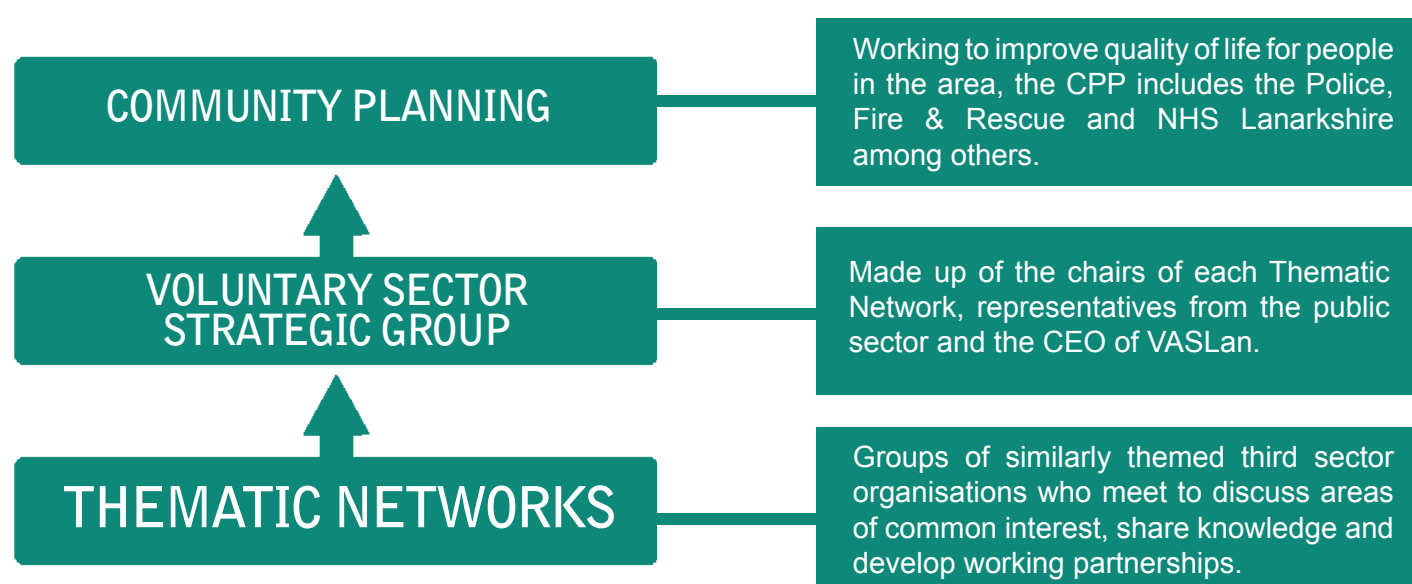 COMMUNITY PLANNING
Working to improve quality of life for people
in the area, the CPP includes the Police,
Fire & Rescue and NHS Lanarkshire
among others.
VOLUNTARY SECTOR
STRATEGIC GROUP
Made up of the chairs of each Thematic
Network, representatives from the public
sector and the CEO of VASLan.
THEMATIC NETWORKS
Groups of similarly themed third sector
organisations who meet to discuss areas
of common interest, share knowledge and
develop working partnerships.